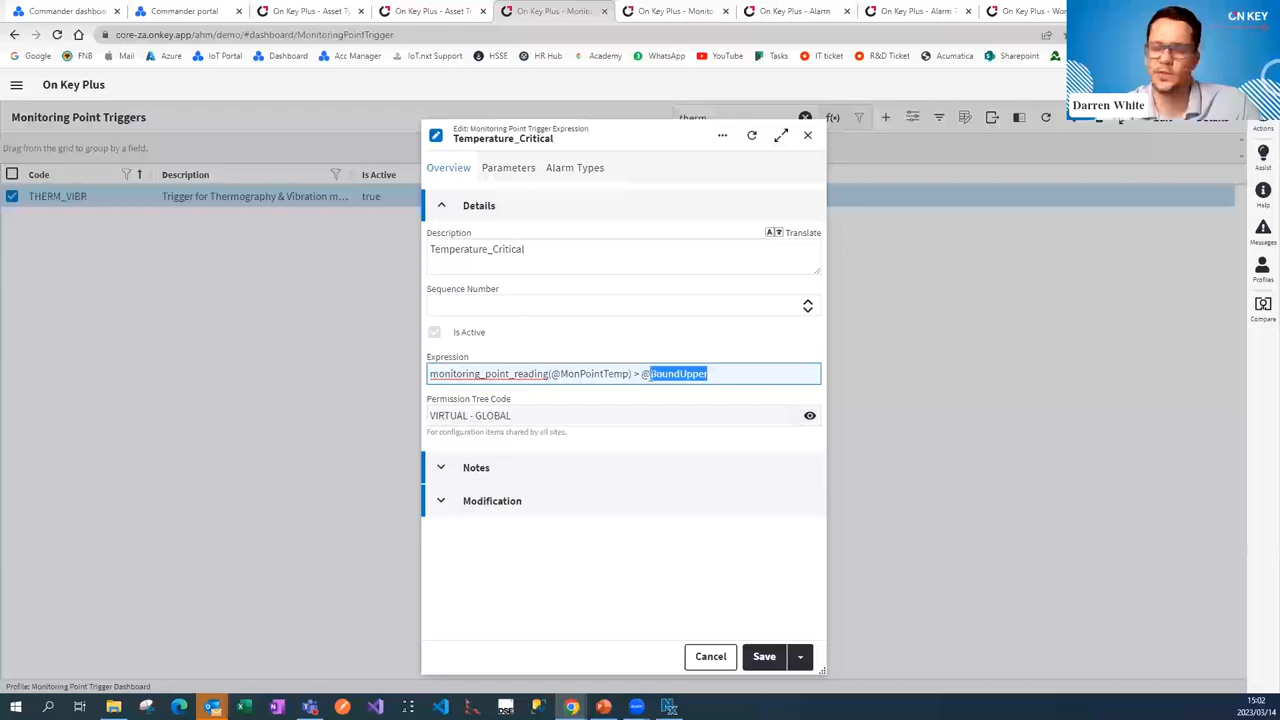 Commander dashbo
Commander portal
On Key Plus - Asset Ty
On Key Plus - Asset T
On Key Plus - Monito
On Key Plus - Monito
On Key Plus - Alarm
On Key Plus - Alarm T
On Key Plus - Wo
core-za.onkey.app/ahm/demo/#dashboard/MonitoringPointTrigger
Google
FNB
Mail
Azure
IoT Portal
Dashboard
Acc Manager
IoT.nxt Support
HSSE
HR Hub
Academy
WhatsApp
YouTube
Tasks
IT ticket
R&D Ticket
Acumatica
Sharepoint
ON KEY
Darren White
On Key Plus
Monitoring Point Triggers
therm
f(x)
Drag from the grid to group by a field.
Code
Description
Is Active
THERM_VIBR
Trigger for Thermography & Vibration m...
true
Edit: Monitoring Point Trigger Expression
Temperature_Critical
Overview
Parameters
Alarm Types
Details
Description
Translate
Temperature_Critical
Sequence Number
Is Active
Expression
monitoring_point_reading(@MonPointTemp) > @BoundUpper
Permission Tree Code
VIRTUAL - GLOBAL
For configuration items shared by all sites.
Notes
Modification
Cancel
Save
Actions
Assist
Help
Messages
Profiles
Compare
Profile: Monitoring Point Trigger Dashboard
15:02
2023/03/14